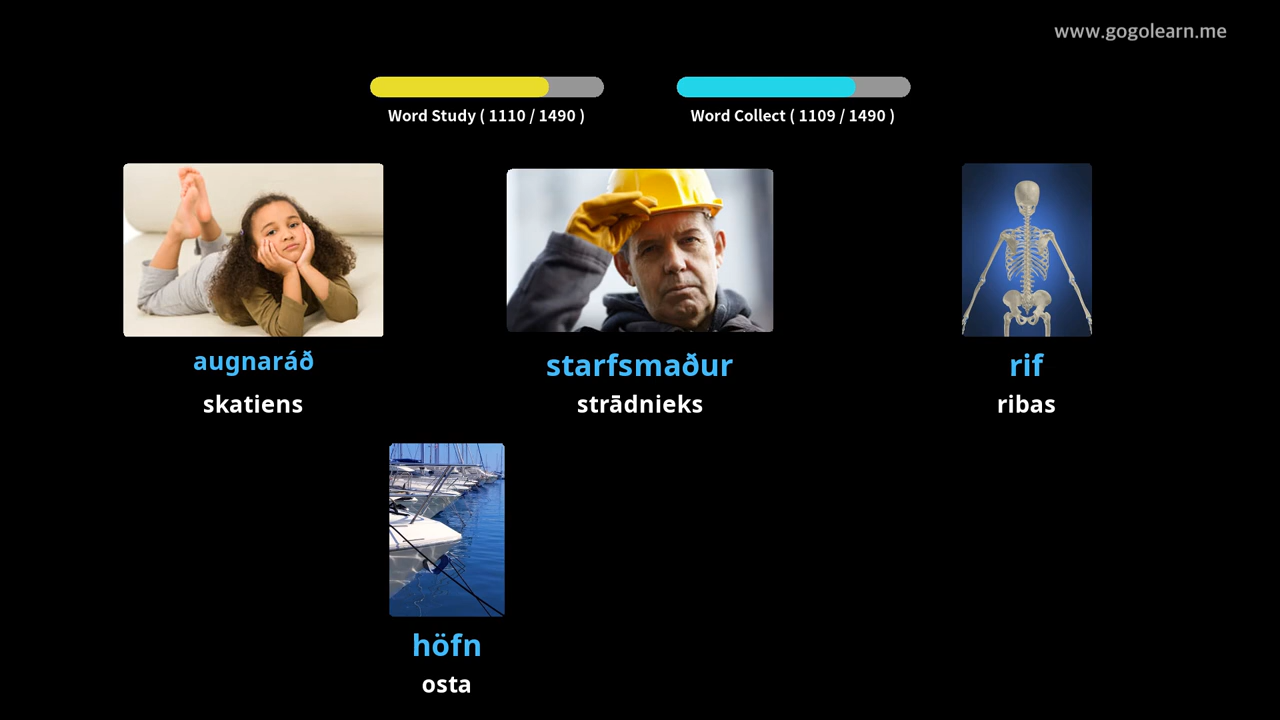 www.gogolearn.me
Word Study ( 1110 / 1490 )
Word Collect ( 1109 / 1490 )
augnaráð
starfsmaður
rif
skatiens
strādnieks
ribas
höfn
osta